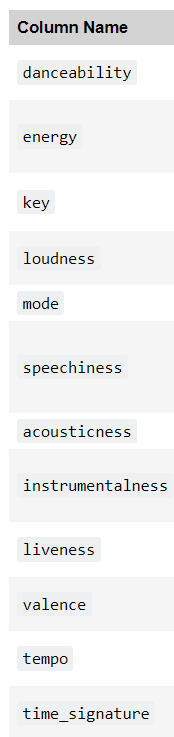 Column Name
danceability
energy
key
loudness
mode
speechiness
acousticness
instrumentalness
liveness
valence
tempo
time_signature